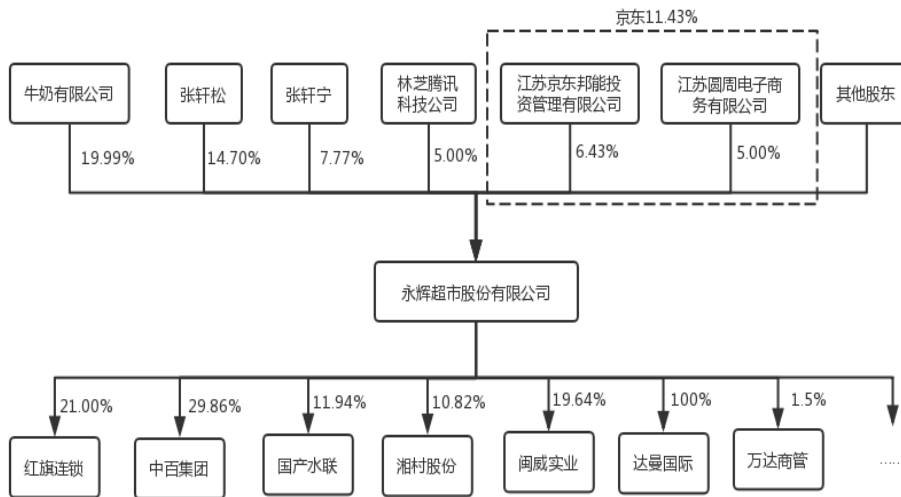 京东11.43%
牛奶有限公司
张轩松
张轩宁
林芝腾讯
科技公司
江苏京东邦能投
资管理有限公司
江苏圆周电子商
务有限公司
其他股东
19.99%
14.70%
7.77%
5.00%
6.43%
5.00%
永辉超市股份有限公司
21.00%
29.86%
11.94%
10.82%
19.64%
100%
1.5%
红旗连锁
中百集团
国产水联
湘村股份
闽威实业
达曼国际
万达商管
……